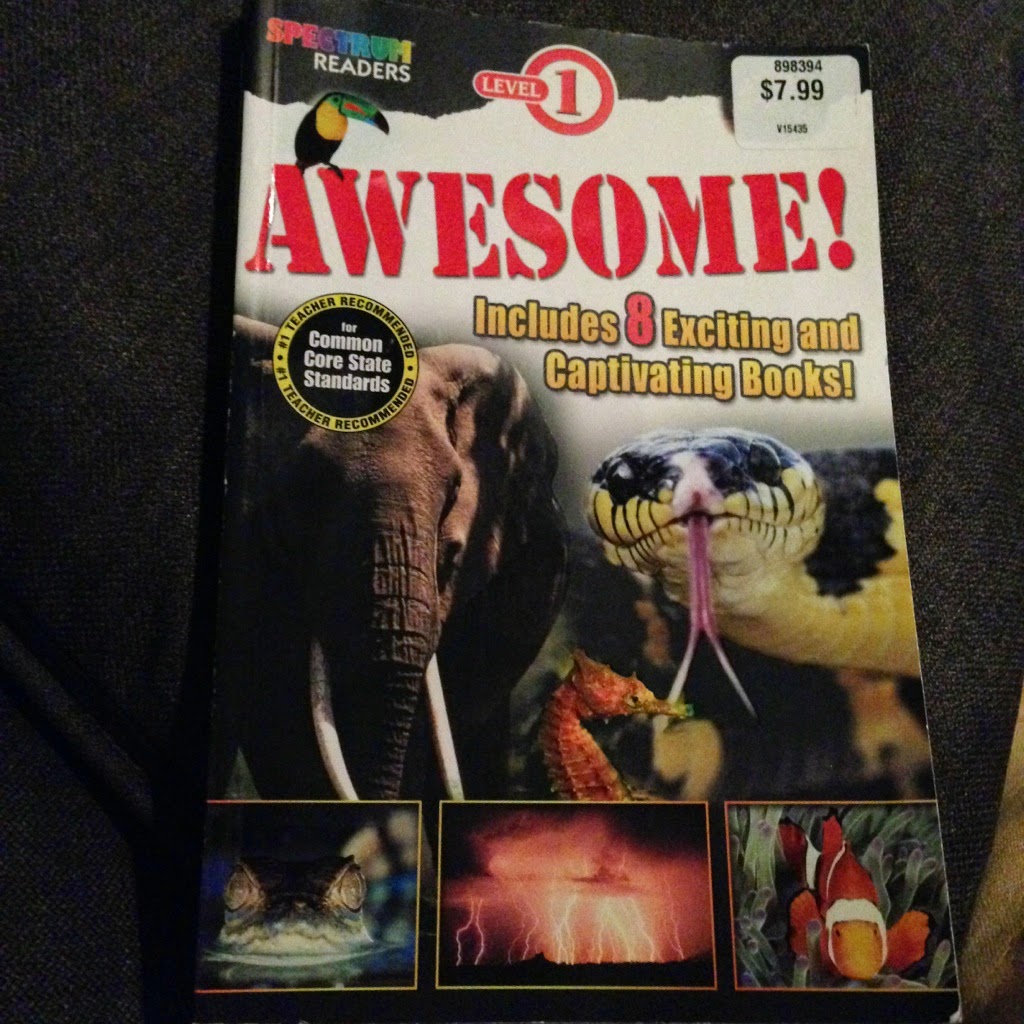 SPECTRUM
READERS
LEVEL 1
898394
$7.99
V15435
AWESOME!
Includes 8 Exciting and
Captivating Books!
#1 TEACHER RECOMMENDED
for
Common
Core State
Standards
#1 TEACHER RECOMMENDED